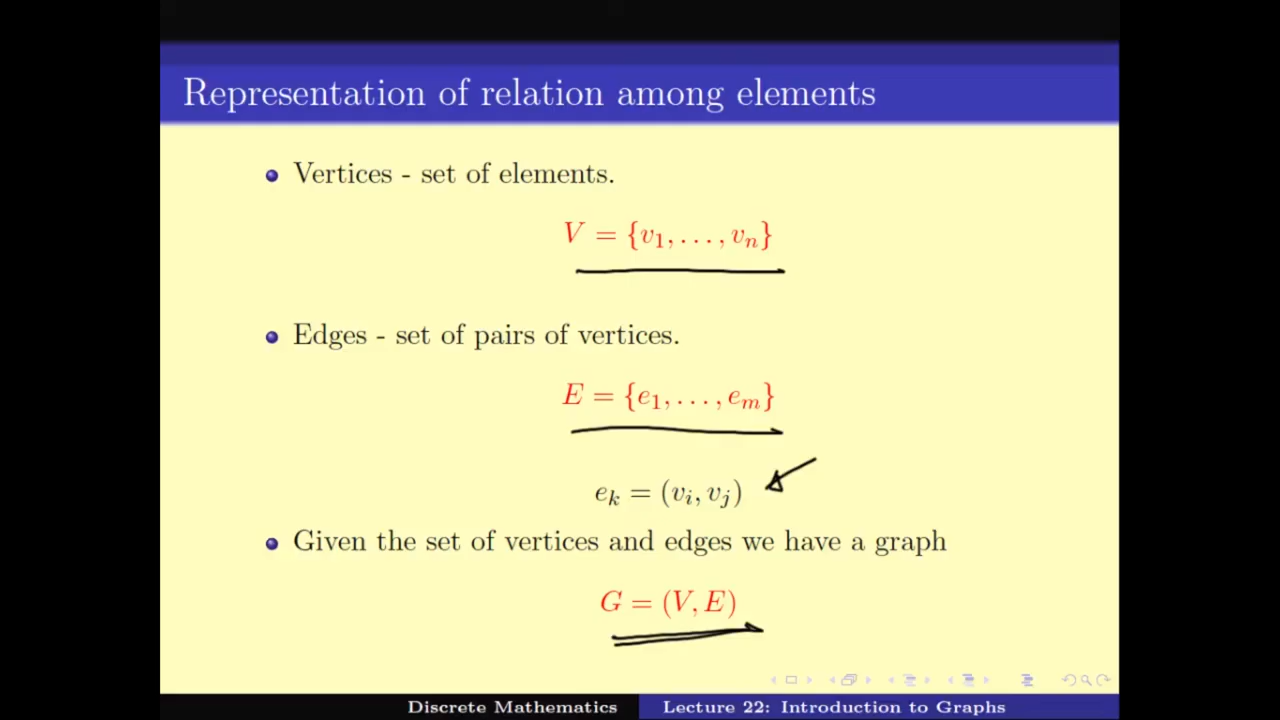 Representation of relation among elements
Vertices - set of elements.
V = {v₁, . . . , vₙ}
Edges - set of pairs of vertices.
E = {e₁, . . . , eₘ}
eₖ = (vᵢ, vⱼ)
Given the set of vertices and edges we have a graph
G = (V, E)
Discrete Mathematics
Lecture 22: Introduction to Graphs